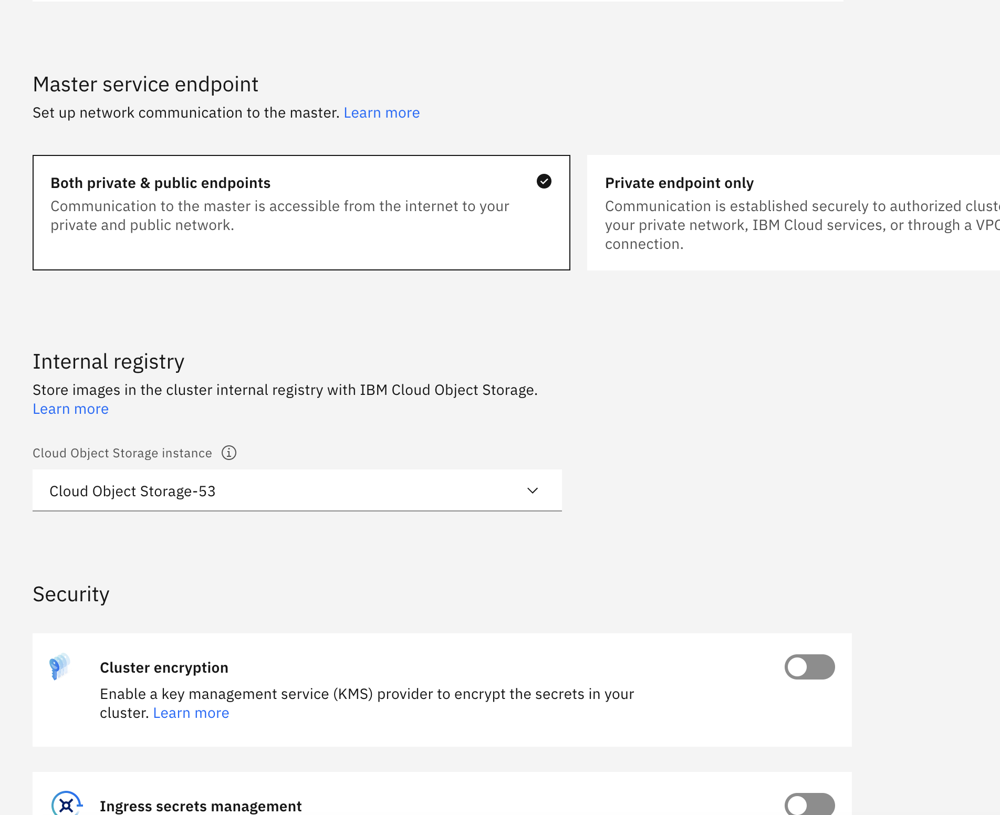 Master service endpoint
Set up network communication to the master. Learn more
Both private & public endpoints
Communication to the master is accessible from the internet to your
private and public network.
Private endpoint only
Communication is established securely to authorized
your private network, IBM Cloud services, or through a
connection.
Internal registry
Store images in the cluster internal registry with IBM Cloud Object Storage.
Learn more
Cloud Object Storage instance
Cloud Object Storage-53
Security
Cluster encryption
Enable a key management service (KMS) provider to encrypt the secrets in your
cluster. Learn more
Ingress secrets management